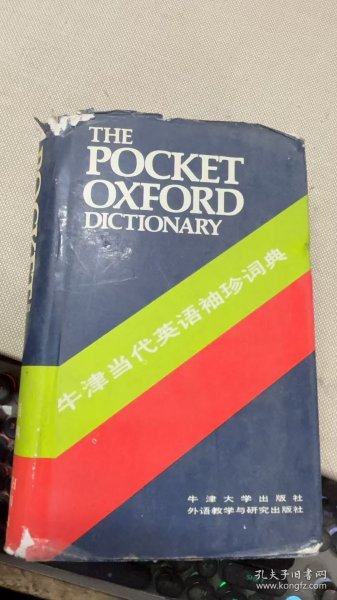 THE
POCKET
OXFORD
DICTIONARY
牛津当代英语袖珍词典
牛津大学出版社
外语教学与研究出版社
孔夫子旧书网